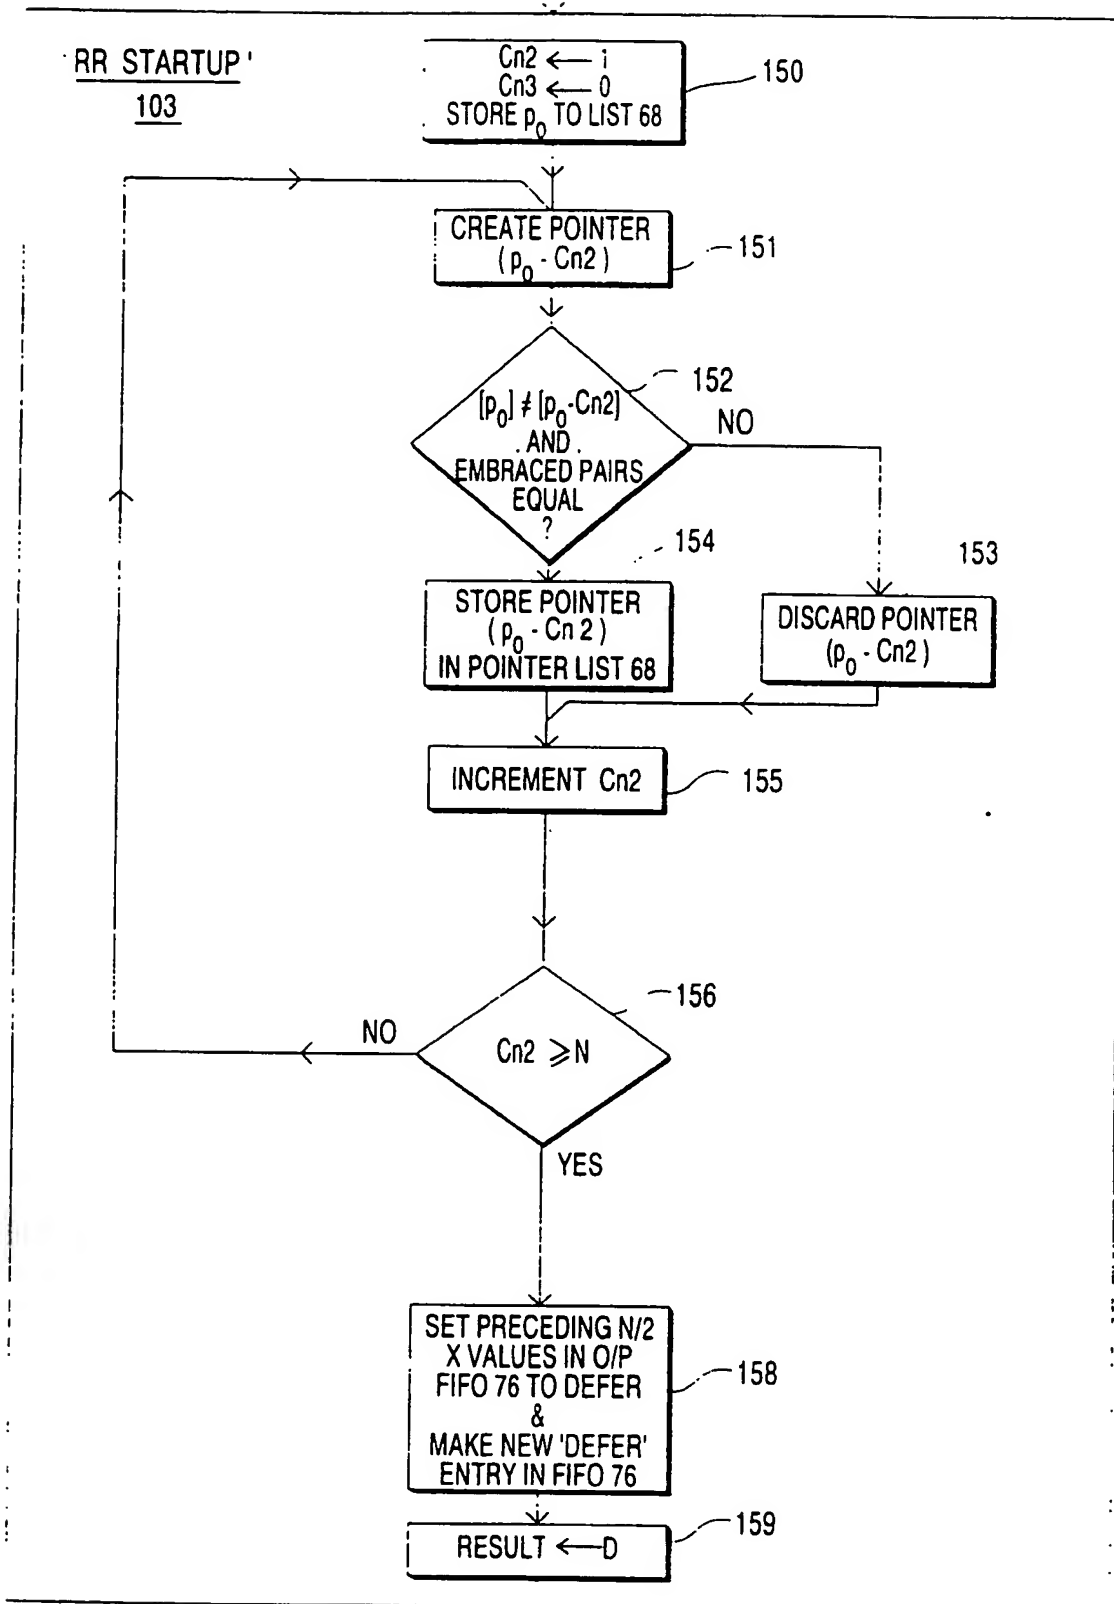 'RR STARTUP'
103
Cn2 ← i
Cn3 ← 0
STORE p0 TO LIST 68
150
CREATE POINTER
( p0 - Cn2 )
151
152
[p0] ≠ [p0-Cn2]
. AND .
EMBRACED PAIRS
EQUAL
?
NO
154
153
STORE POINTER
( p0 - Cn 2 )
IN POINTER LIST 68
DISCARD POINTER
(p0 - Cn2 )
INCREMENT Cn2
155
156
NO
Cn2 ⩾ N
YES
SET PRECEDING N/2
X VALUES IN O/P
FIFO 76 TO DEFER
&
MAKE NEW 'DEFER'
ENTRY IN FIFO 76
158
RESULT ← D
159